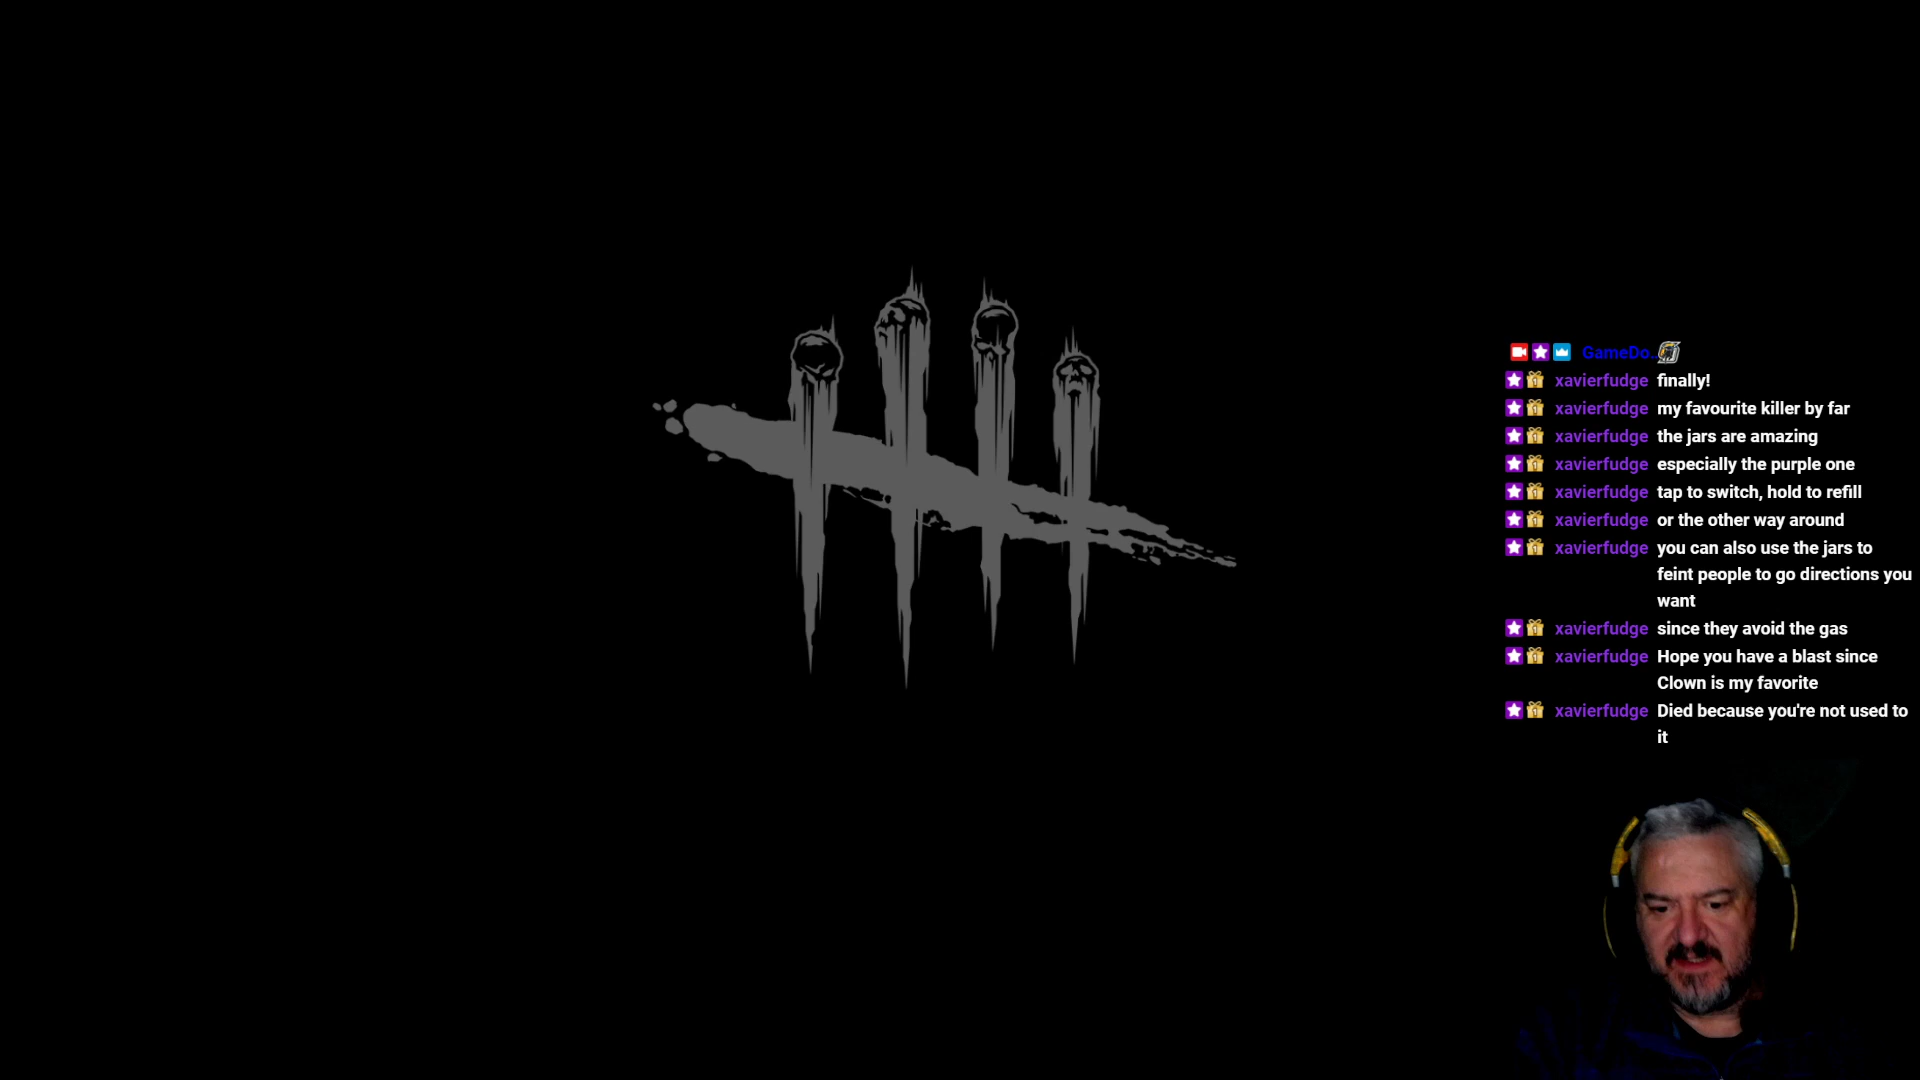 GameDo...
xavierfudge finally!
xavierfudge my favourite killer by far
xavierfudge the jars are amazing
xavierfudge especially the purple one
xavierfudge tap to switch, hold to refill
xavierfudge or the other way around
xavierfudge you can also use the jars to
feint people to go directions you
want
xavierfudge since they avoid the gas
xavierfudge Hope you have a blast since
Clown is my favorite
xavierfudge Died because you're not used to
it